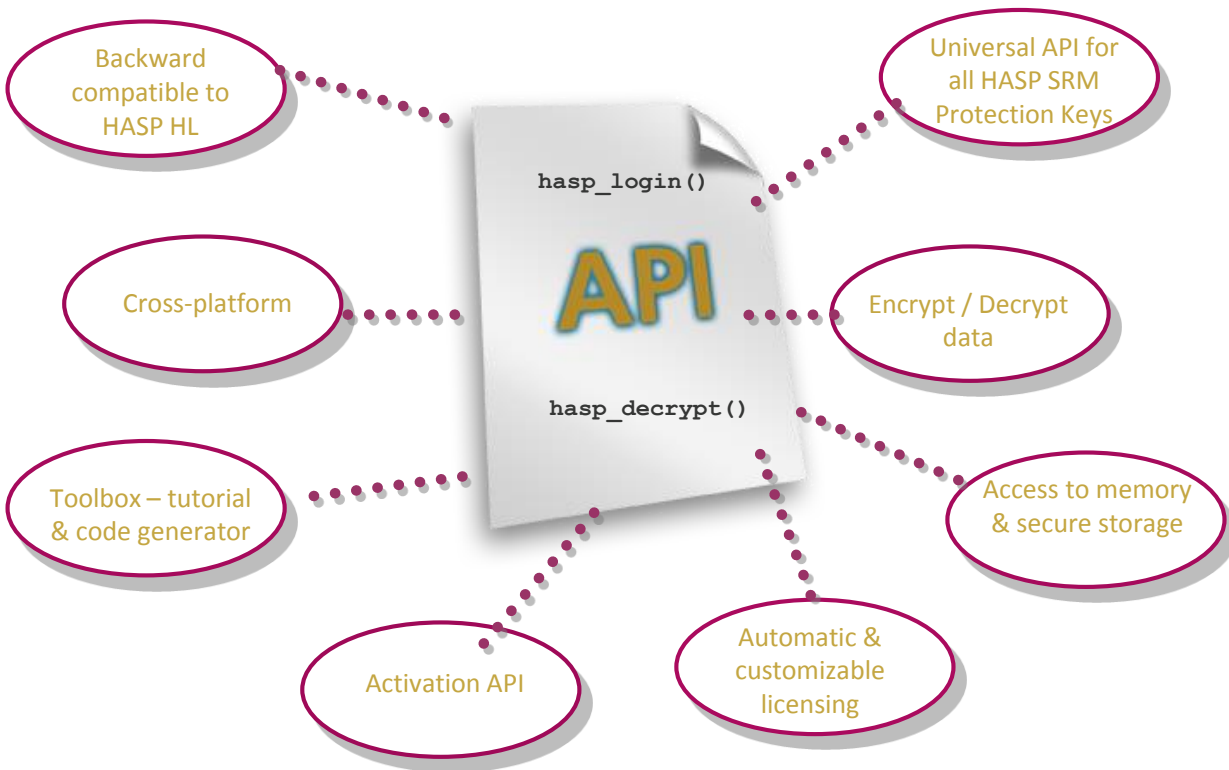 Backward
compatible to
HASP HL
Universal API for
all HASP SRM
Protection Keys
hasp_login()
API
Cross-platform
Encrypt / Decrypt
data
hasp_decrypt()
Toolbox – tutorial
& code generator
Access to memory
& secure storage
Activation API
Automatic &
customizable
licensing